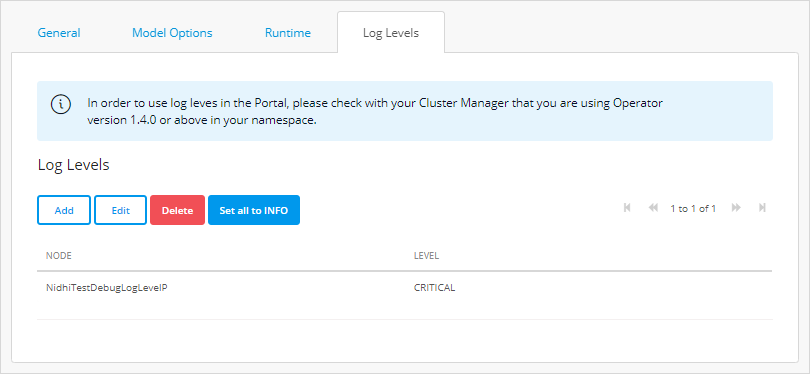 General
Model Options
Runtime
Log Levels
In order to use log leves in the Portal, please check with your Cluster Manager that you are using Operator
version 1.4.0 or above in your namespace.
Log Levels
Add
Edit
Delete
Set all to INFO
1 to 1 of 1
NODE
LEVEL
NidhiTestDebugLogLevelP
CRITICAL